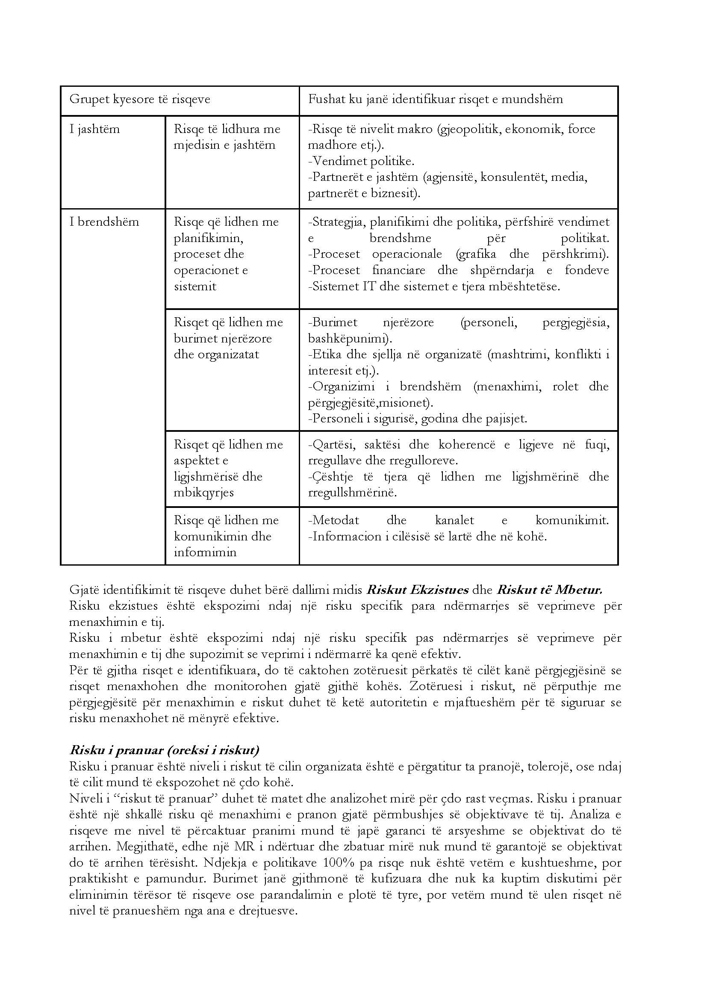 Grupet kyesore të risqeve
Fushat ku janë identifikuar risqet e mundshëm
I jashtëm
Risqe të lidhura me
mjedisin e jashtëm
-Risqe të nivelit makro (gjeopolitik, ekonomik, force
madhore etj.).
-Vendimet politike.
-Partnerët e jashtëm (agjensitë, konsulentët, media,
partnerët e biznesit).
I brendshëm
Risqe që lidhen me
planifikimin,
proceset dhe
operacionet e
sistemit
-Strategjia, planifikimi dhe politika, përfshirë vendimet
e brendshme për politikat.
-Proceset operacionale (grafika dhe përshkrimi).
-Proceset financiare dhe shpërndarja e fondeve
-Sistemet IT dhe sistemet e tjera mbështetëse.
Risqet që lidhen me
burimet njerëzore
dhe organizatat
-Burimet njerëzore (personeli, pergjegjësia,
bashkëpunimi).
-Etika dhe sjellja në organizatë (mashtrimi, konflikti i
interesit etj.).
-Organizimi i brendshëm (menaxhimi, rolet dhe
përgjegjësitë,misionet).
-Personeli i sigurisë, godina dhe pajisjet.
Risqet që lidhen me
aspektet e
ligjshmërisë dhe
mbikqyrjes
-Qartësi, saktësi dhe koherencë e ligjeve në fuqi,
rregullave dhe rregulloreve.
-Çështje të tjera që lidhen me ligjshmërinë dhe
rregullshmërinë.
Risqe që lidhen me
komunikimin dhe
informimin
-Metodat dhe kanalet e komunikimit.
-Informacion i cilësisë së lartë dhe në kohë.
Gjatë identifikimit të risqeve duhet bërë dallimi midis Riskut Ekzistues dhe Riskut të Mbetur.
Risku ekzistues është ekspozimi ndaj një risku specifik para ndërmarrjes së veprimeve për
menaxhimin e tij.
Risku i mbetur është ekspozimi ndaj një risku specifik pas ndërmarrjes së veprimeve për
menaxhimin e tij dhe supozimit se veprimi i ndërmarrë ka qenë efektiv.
Për të gjitha risqet e identifikuara, do të caktohen zotëruesit përkatës të cilët kanë përgjegjësinë se
risqet menaxhohen dhe monitorohen gjatë gjithë kohës. Zotëruesi i riskut, në përputhje me
përgjegjësitë për menaxhimin e riskut duhet të ketë autoritetin e mjaftueshëm për të siguruar se
risku menaxhohet në mënyrë efektive.
Risku i pranuar (oreksi i riskut)
Risku i pranuar është niveli i riskut të cilin organizata është e përgatitur ta pranojë, tolerojë, ose ndaj
të cilit mund të ekspozohet në çdo kohë.
Niveli i “riskut të pranuar” duhet të matet dhe analizohet mirë për çdo rast veçmas. Risku i pranuar
është një shkallë risku që menaxhimi e pranon gjatë përmbushjes së objektivave të tij. Analiza e
risqeve me nivel të përcaktuar pranimi mund të japë garanci të arsyeshme se objektivat do të
arrihen. Megjithatë, edhe një MR i ndërtuar dhe zbatuar mirë nuk mund të garantojë se objektivat
do të arrihen tërësisht. Ndjekja e politikave 100% pa risqe nuk është vetëm e kushtueshme, por
praktikisht e pamundur. Burimet janë gjithmonë të kufizuara dhe nuk ka kuptim diskutimi për
eliminimin tërësor të risqeve ose parandalimin e plotë të tyre, por vetëm mund të ulen risqet në
nivel të pranueshëm nga ana e drejtuesve.